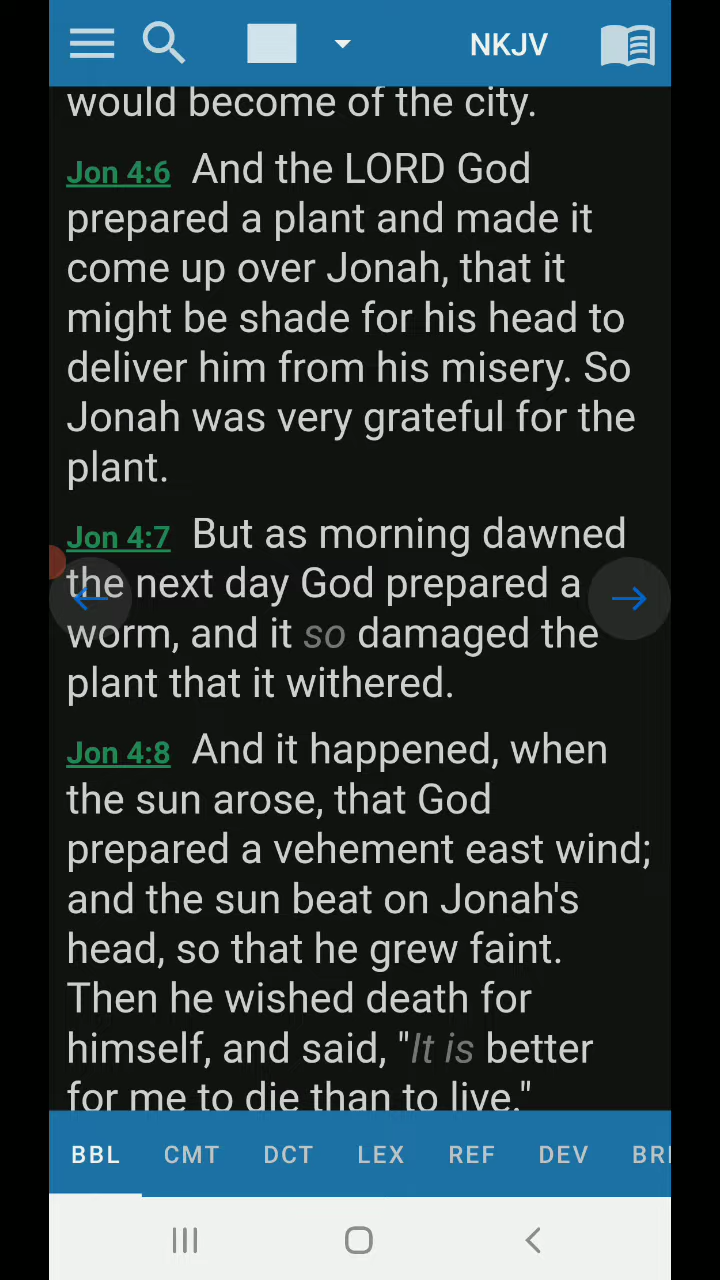 NKJV
would become of the city.
Jon 4:6 And the LORD God
prepared a plant and made it
come up over Jonah, that it
might be shade for his head to
deliver him from his misery. So
Jonah was very grateful for the
plant.
Jon 4:7 But as morning dawned
the next day God prepared a
worm, and it so damaged the
plant that it withered.
Jon 4:8 And it happened, when
the sun arose, that God
prepared a vehement east wind;
and the sun beat on Jonah's
head, so that he grew faint.
Then he wished death for
himself, and said, "It is better
for me to die than to live."
BBL CMT DCT LEX REF DEV BR